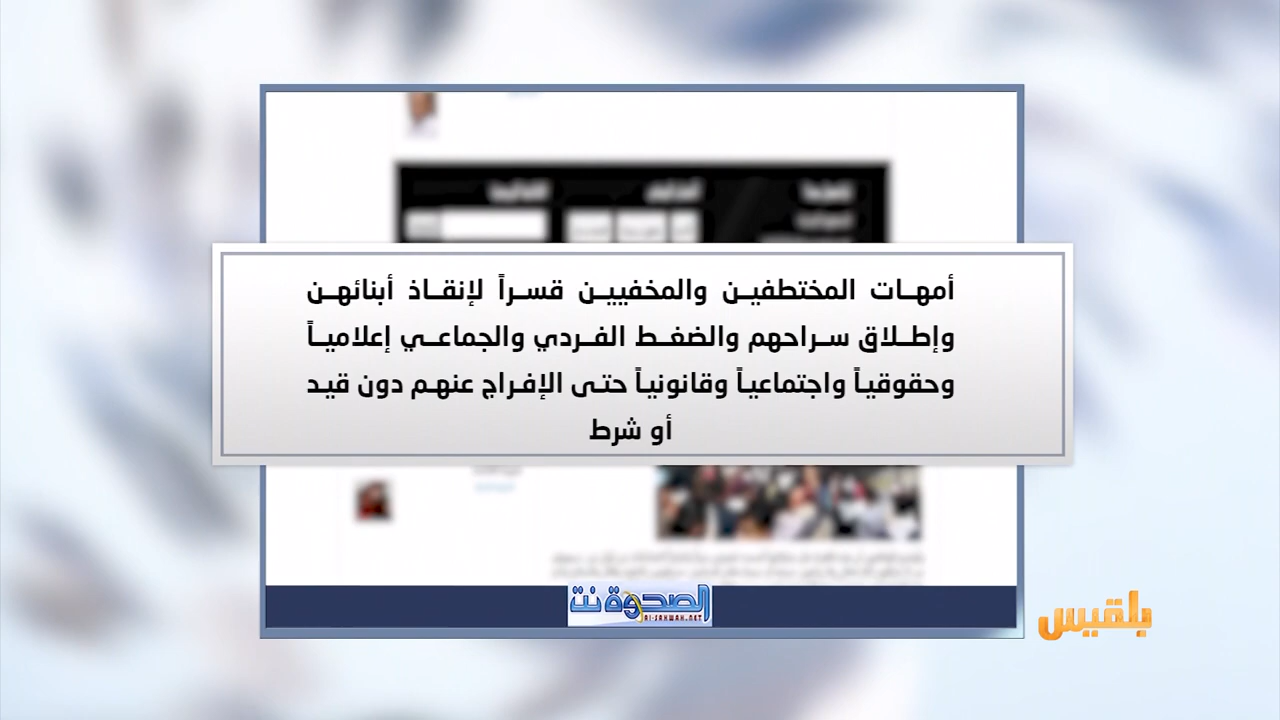 أمهات المختطفين والمخفيين قسراً لإنقاذ أبنائهن
وإطلاق سراحهم والضغط الفردي والجماعي إعلامياً
وحقوقياً واجتماعياً وقانونياً حتى الإفراج عنهم دون قيد
أو شرط
الصحوة نت
AL-SAHWAH.NET
بلقيس